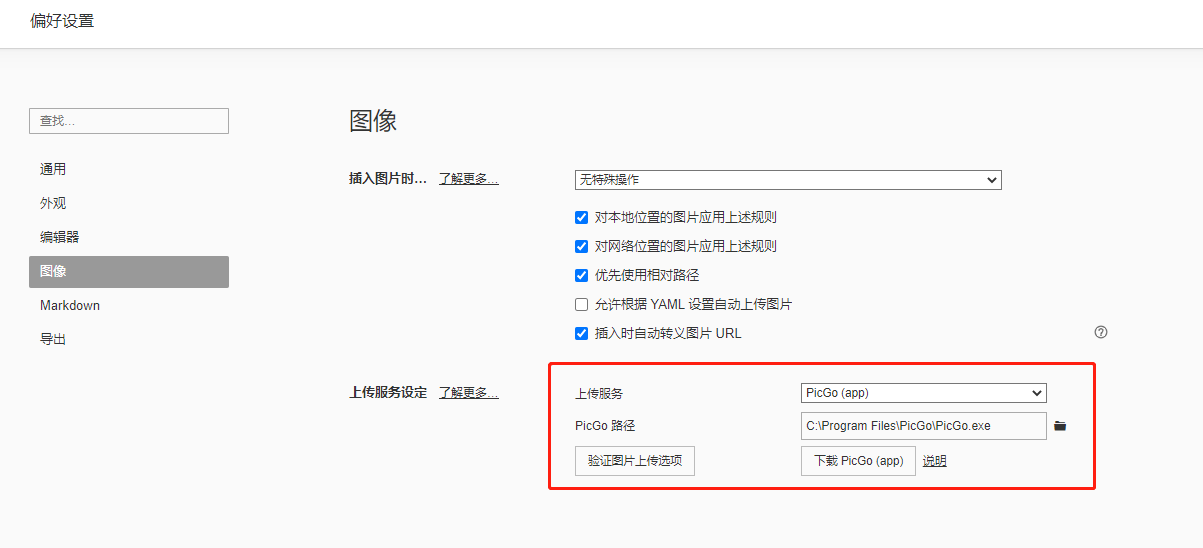 偏好设置
查找...
通用
外观
编辑器
图像
Markdown
导出
图像
插入图片时... 了解更多... 无特殊操作
对本地位置的图片应用上述规则
对网络位置的图片应用上述规则
优先使用相对路径
允许根据 YAML 设置自动上传图片
插入时自动转义图片 URL
上传服务设定 了解更多... 上传服务 PicGo (app)
PicGo 路径 C:\Program Files\PicGo\PicGo.exe
验证图片上传选项 下载 PicGo (app) 说明